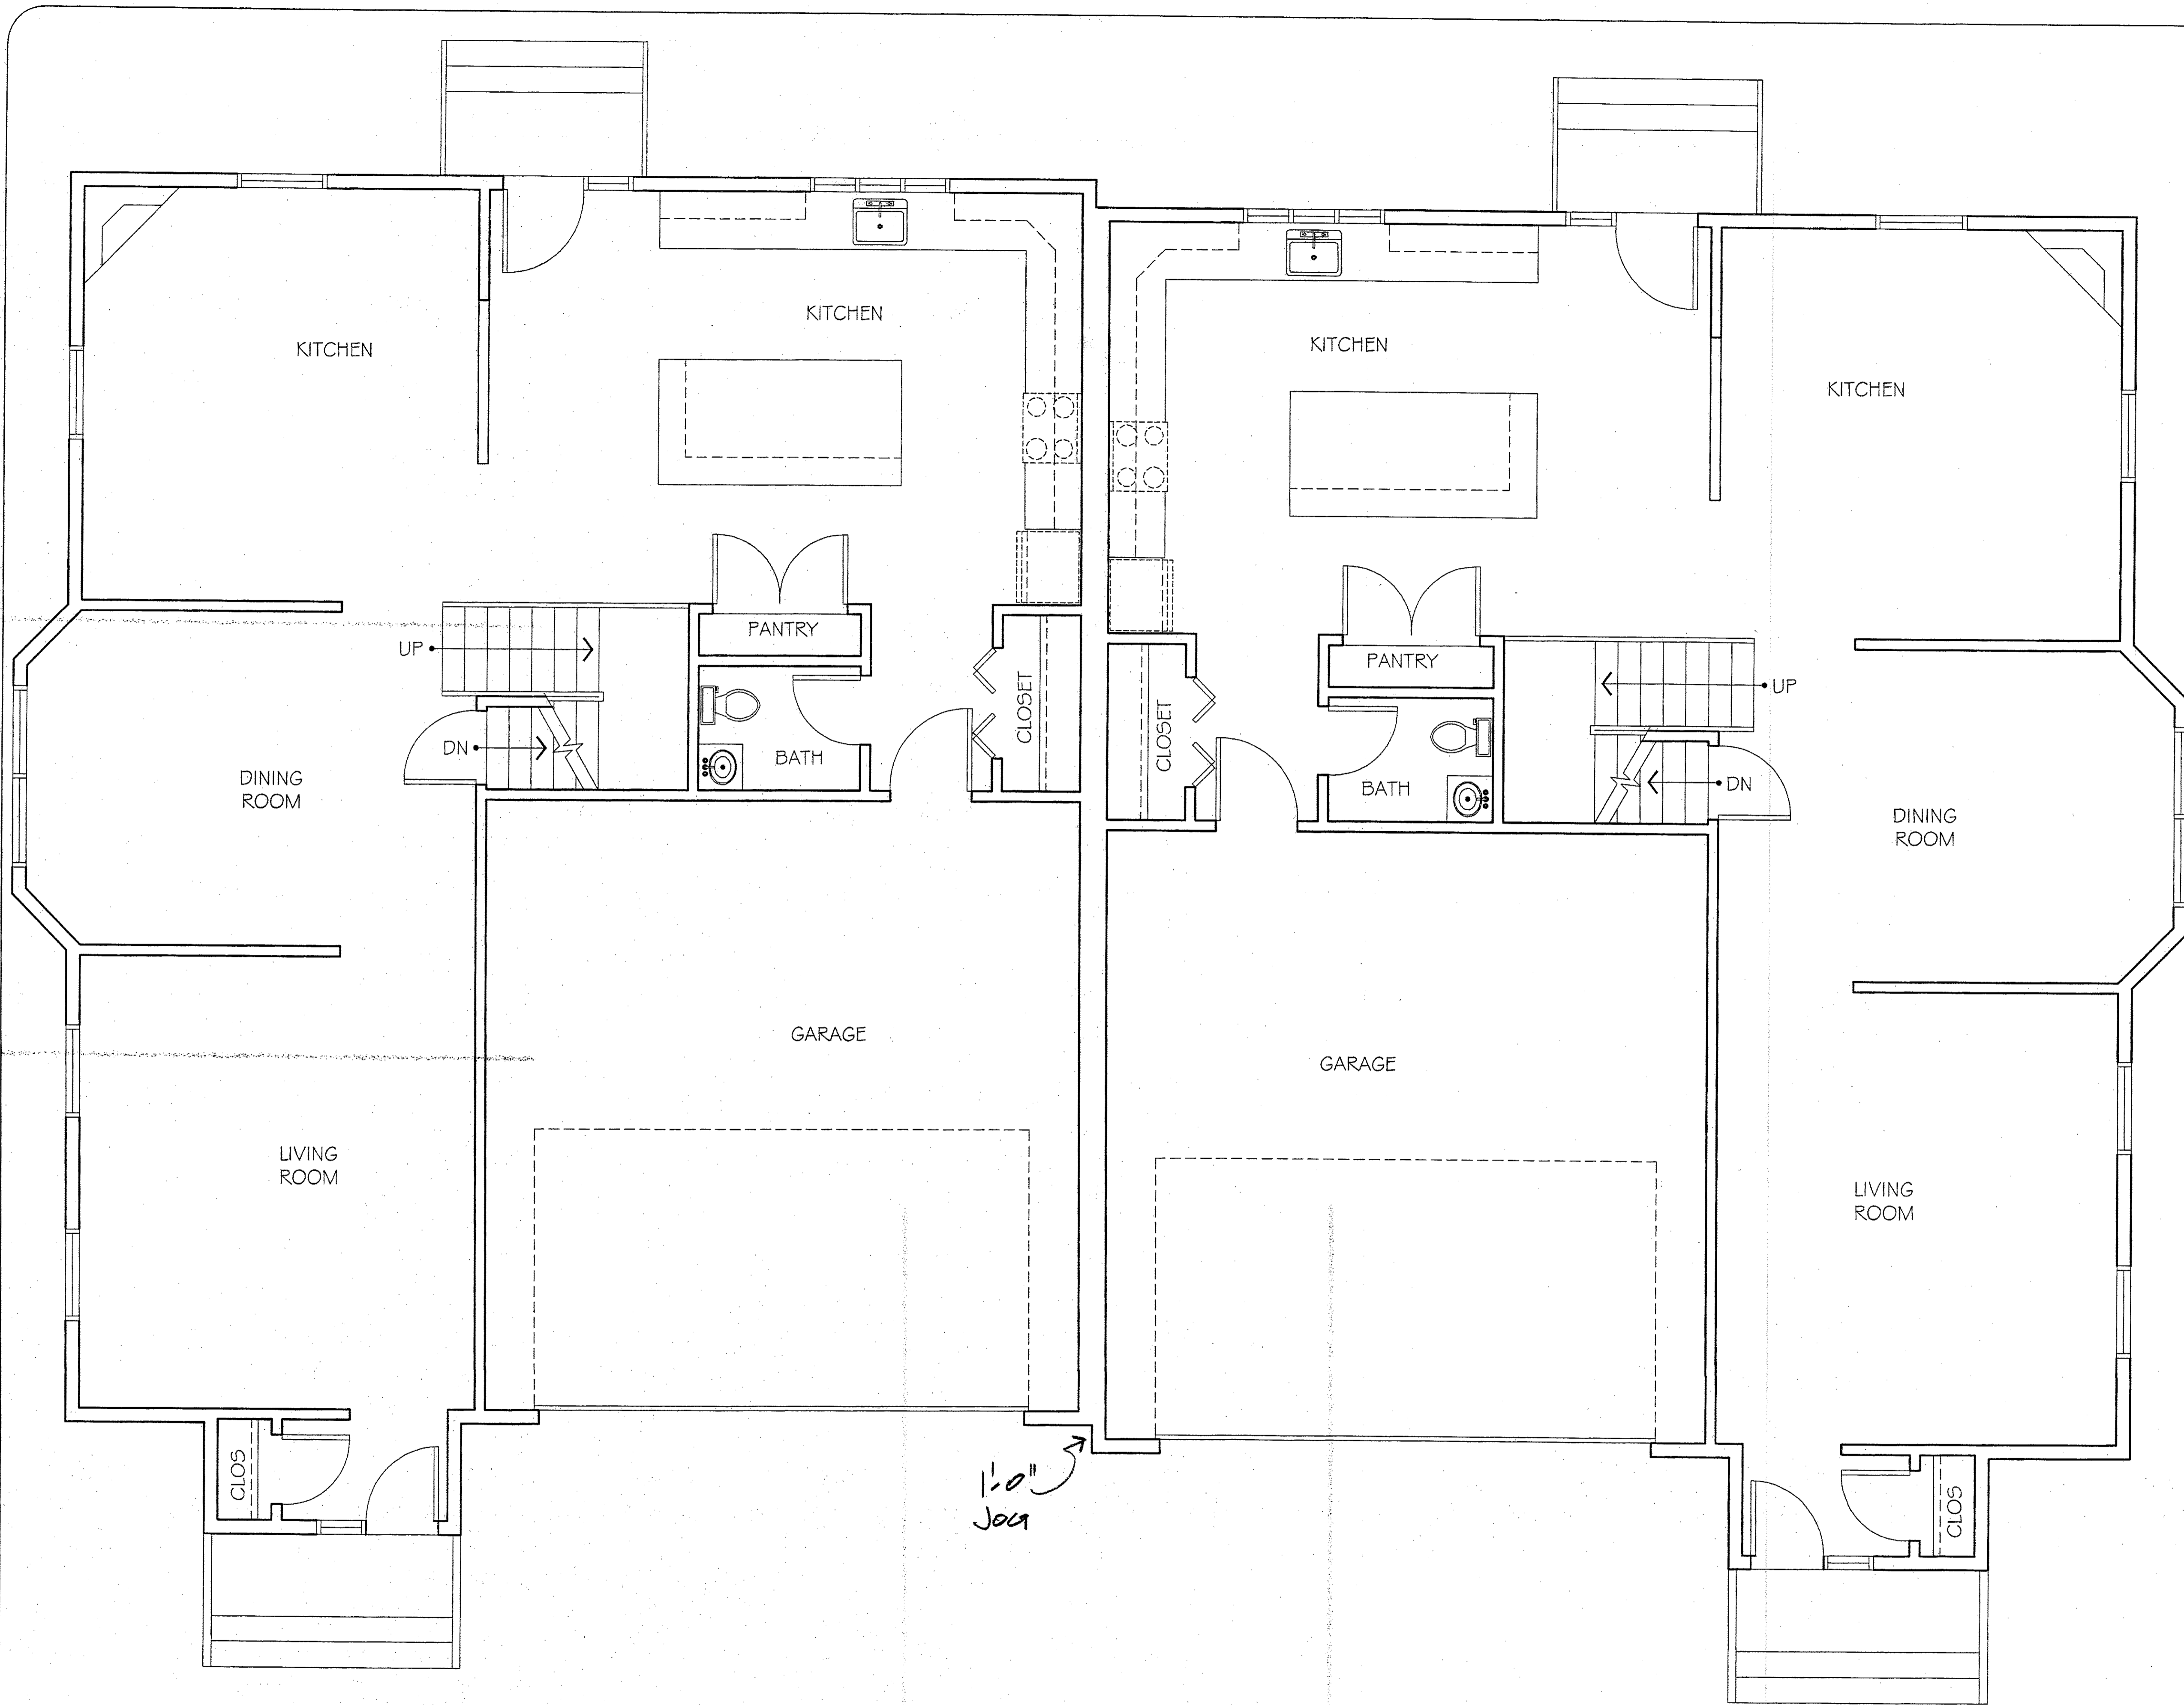 KITCHEN
KITCHEN
KITCHEN
KITCHEN
UP
PANTRY
CLOSET
DN
BATH
DINING
ROOM
PANTRY
CLOSET
BATH
UP
DN
DINING
ROOM
GARAGE
GARAGE
LIVING
ROOM
LIVING
ROOM
CLOS
1'-0"
JOG
CLOS